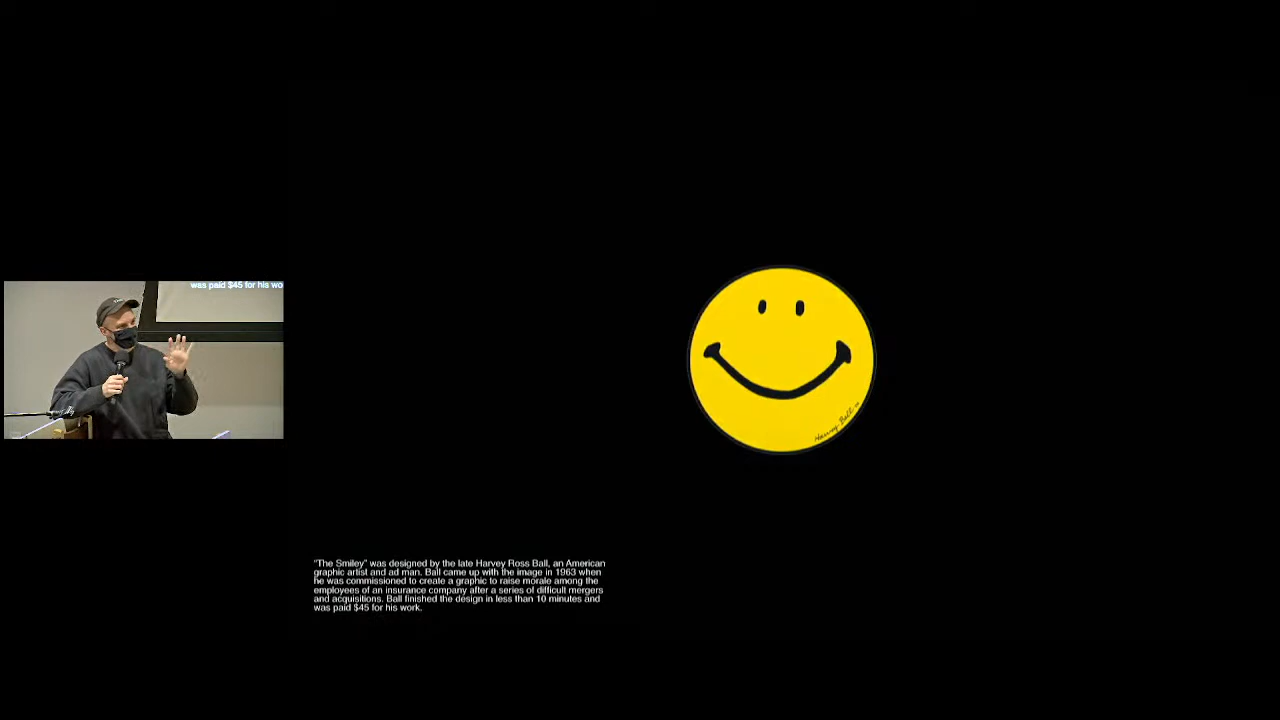 was paid $45 for his wo
Harvey Ball
"The Smiley" was designed by the late Harvey Ross Ball, an American
graphic artist and ad man. Ball came up with the image in 1963 when
he was commissioned to create a graphic to raise morale among the
employees of an insurance company after a series of difficult mergers
and acquisitions. Ball finished the design in less than 10 minutes and
was paid $45 for his work.